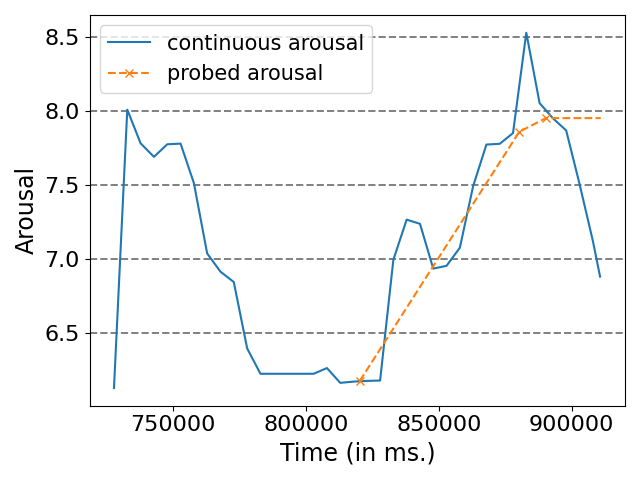 continuous arousal
probed arousal
8.5
8.0
7.5
7.0
6.5
Arousal
750000 800000 850000 900000
Time (in ms.)